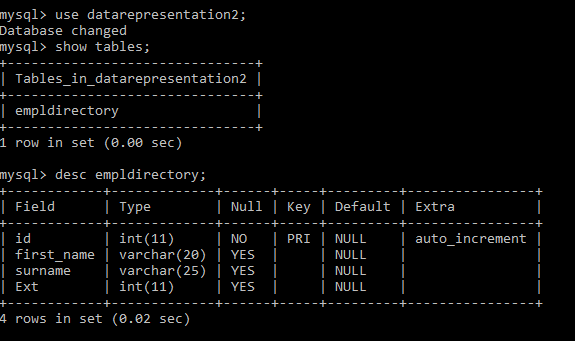 mysql> use datarepresentation2;
Database changed
mysql> show tables;
+-------------------------------+
| Tables_in_datarepresentation2 |
+-------------------------------+
| empldirectory                 |
+-------------------------------+
1 row in set (0.00 sec)

mysql> desc empldirectory;
+------------+-------------+------+-----+---------+----------------+
| Field      | Type        | Null | Key | Default | Extra          |
+------------+-------------+------+-----+---------+----------------+
| id         | int(11)     | NO   | PRI | NULL    | auto_increment |
| first_name | varchar(20) | YES  |     | NULL    |                |
| surname    | varchar(25) | YES  |     | NULL    |                |
| Ext        | int(11)     | YES  |     | NULL    |                |
+------------+-------------+------+-----+---------+----------------+
4 rows in set (0.02 sec)